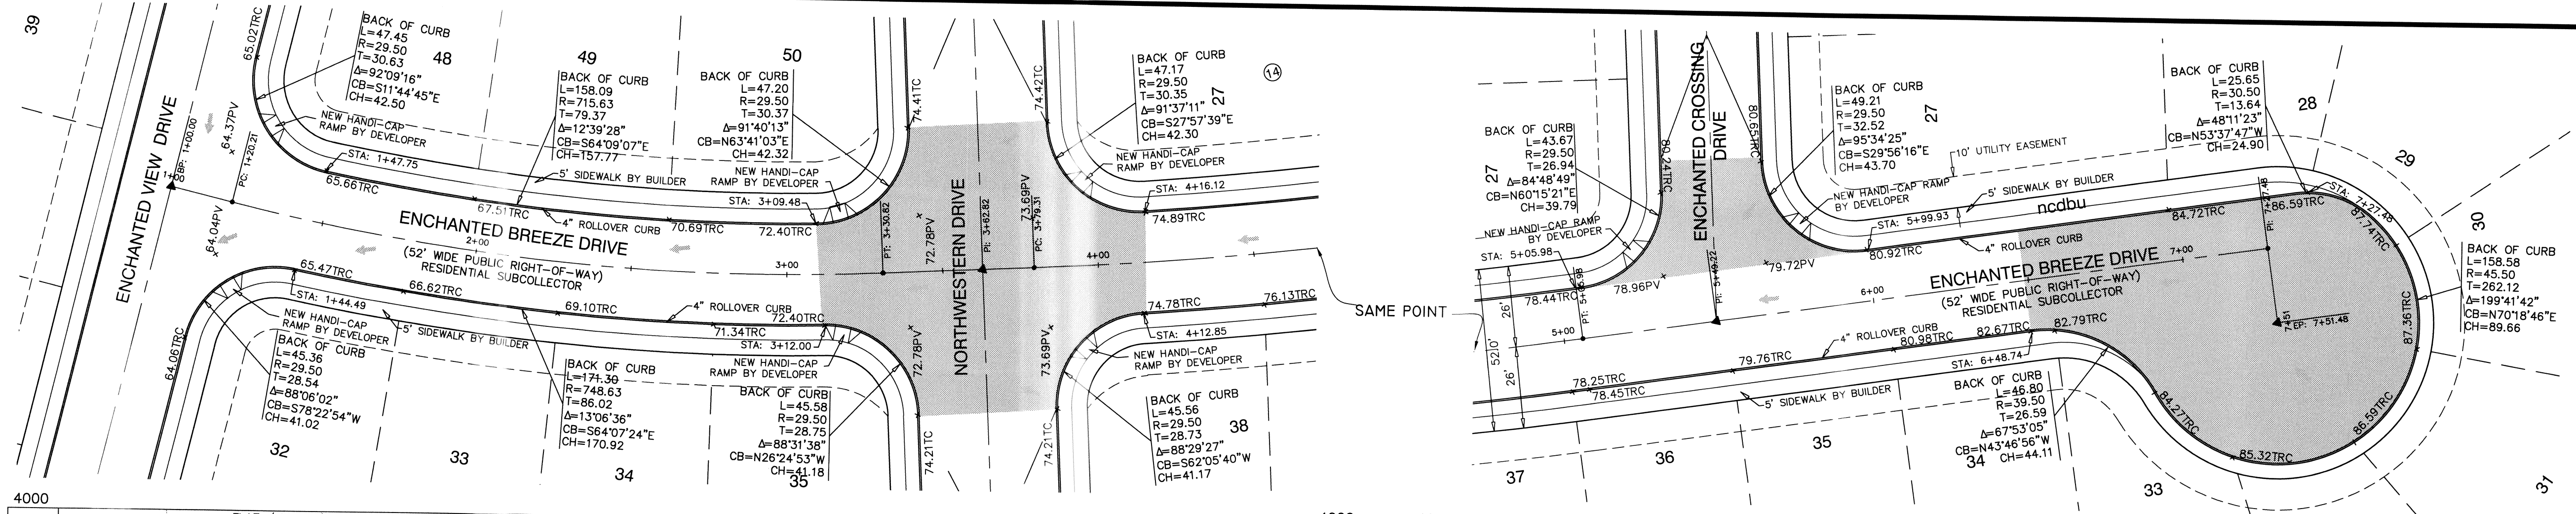 39
ENCHANTED VIEW DRIVE
65.02TRC
BACK OF CURB
L=47.45
R=29.50
T=30.63
Δ=92°09'16"
CB=S11°44'45"E
CH=42.50
48
49
50
BACK OF CURB
L=158.09
R=715.63
T=79.37
Δ=12°39'28"
CB=S64°09'07"E
CH=157.77
BACK OF CURB
L=47.20
R=29.50
T=30.37
Δ=91°40'13"
CB=N63°41'03"E
CH=42.32
74.41TC
74.42TC
BACK OF CURB
L=47.17
R=29.50
T=30.35
Δ=91°37'11"
CB=S27°57'39"E
CH=42.30
27
14
64.37PV
BP: 1+00.00
1+00
PC: 1+20.21
64.04PV
NEW HANDI-CAP
RAMP BY DEVELOPER
STA: 1+47.75
65.66TRC
5' SIDEWALK BY BUILDER
67.51TRC
4" ROLLOVER CURB
70.69TRC
NEW HANDI-CAP
RAMP BY DEVELOPER
STA: 3+09.48
72.40TRC
NEW HANDI-CAP
RAMP BY DEVELOPER
STA: 4+16.12
74.89TRC
ENCHANTED BREEZE DRIVE
2+00
(52' WIDE PUBLIC RIGHT-OF-WAY)
RESIDENTIAL SUBCOLLECTOR
3+00
PT: 3+30.82
72.78PV
NORTHWESTERN DRIVE
PI: 3+62.82
73.69PV
PC: 3+79.31
4+00
65.47TRC
66.62TRC
69.10TRC
4" ROLLOVER CURB
71.34TRC
72.40TRC
STA: 3+12.00
STA: 1+44.49
NEW HANDI-CAP
RAMP BY DEVELOPER
5' SIDEWALK BY BUILDER
NEW HANDI-CAP
RAMP BY DEVELOPER
72.78PV
73.69PV
74.78TRC
76.13TRC
STA: 4+12.85
NEW HANDI-CAP
RAMP BY DEVELOPER
64.06TRC
BACK OF CURB
L=45.36
R=29.50
T=28.54
Δ=88°06'02"
CB=S78°22'54"W
CH=41.02
32
33
BACK OF CURB
L=171.30
R=748.63
T=86.02
Δ=13°06'36"
CB=S64°07'24"E
CH=170.92
34
BACK OF CURB
L=45.58
R=29.50
T=28.75
Δ=88°31'38"
CB=N26°24'53"W
CH=41.18
35
74.21TC
74.21TC
BACK OF CURB
L=45.56
R=29.50
T=28.73
Δ=88°29'27"
CB=S62°05'40"W
CH=41.17
38
4000
SAME POINT
BACK OF CURB
L=43.67
R=29.50
T=26.94
Δ=84°48'49"
CB=N60°15'21"E
CH=39.79
27
NEW HANDI-CAP RAMP
BY DEVELOPER
STA: 5+05.98
78.44TRC
80.24TRC
ENCHANTED CROSSING
DRIVE
80.65TRC
BACK OF CURB
L=49.21
R=29.50
T=32.52
Δ=95°34'25"
CB=S29°56'16"E
CH=43.70
27
10' UTILITY EASEMENT
NEW HANDI-CAP RAMP
BY DEVELOPER
5' SIDEWALK BY BUILDER
STA: 5+99.93
80.92TRC
4" ROLLOVER CURB
ncdbu
84.72TRC
BACK OF CURB
L=25.65
R=30.50
T=13.64
Δ=48°11'23"
CB=N53°37'47"W
CH=24.90
28
29
30
31
PI: 7+27.48
86.59TRC
STA: 7+27.48
87.74TRC
BACK OF CURB
L=158.58
R=45.50
T=262.12
Δ=199°41'42"
CB=N70°18'46"E
CH=89.66
26'
52.0'
26'
5+00
PT: 5+05.98
78.96PV
PI: 5+49.22
79.72PV
6+00
ENCHANTED BREEZE DRIVE
7+00
(52' WIDE PUBLIC RIGHT-OF-WAY)
RESIDENTIAL SUBCOLLECTOR
7+51
EP: 7+51.48
87.36TRC
78.25TRC
78.45TRC
79.76TRC
4" ROLLOVER CURB
80.98TRC
82.67TRC
82.79TRC
STA: 6+48.74
5' SIDEWALK BY BUILDER
BACK OF CURB
L=46.80
R=39.50
T=26.59
Δ=67°53'05"
CB=N43°46'56"W
CH=44.11
84.27TRC
85.32TRC
86.59TRC
37
36
35
34
33